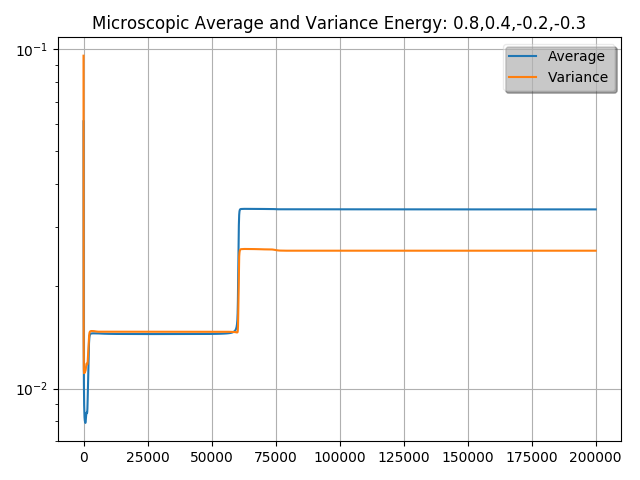 Microscopic Average and Variance Energy: 0.8,0.4,-0.2,-0.3
10⁻¹
Average
Variance
10⁻²
0 25000 50000 75000 100000 125000 150000 175000 200000